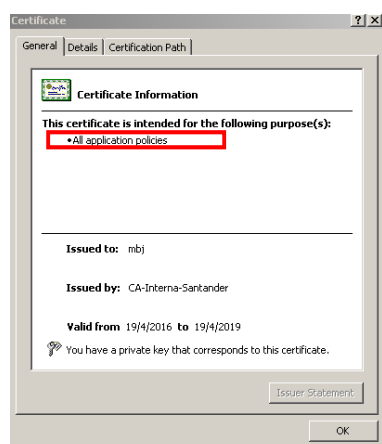 Certificate
General Details Certification Path
Certificate Information
This certificate is intended for the following purpose(s):
•All application policies
Issued to: mbj
Issued by: CA-Interna-Santander
Valid from 19/4/2016 to 19/4/2019
You have a private key that corresponds to this certificate.
Issuer Statement
OK